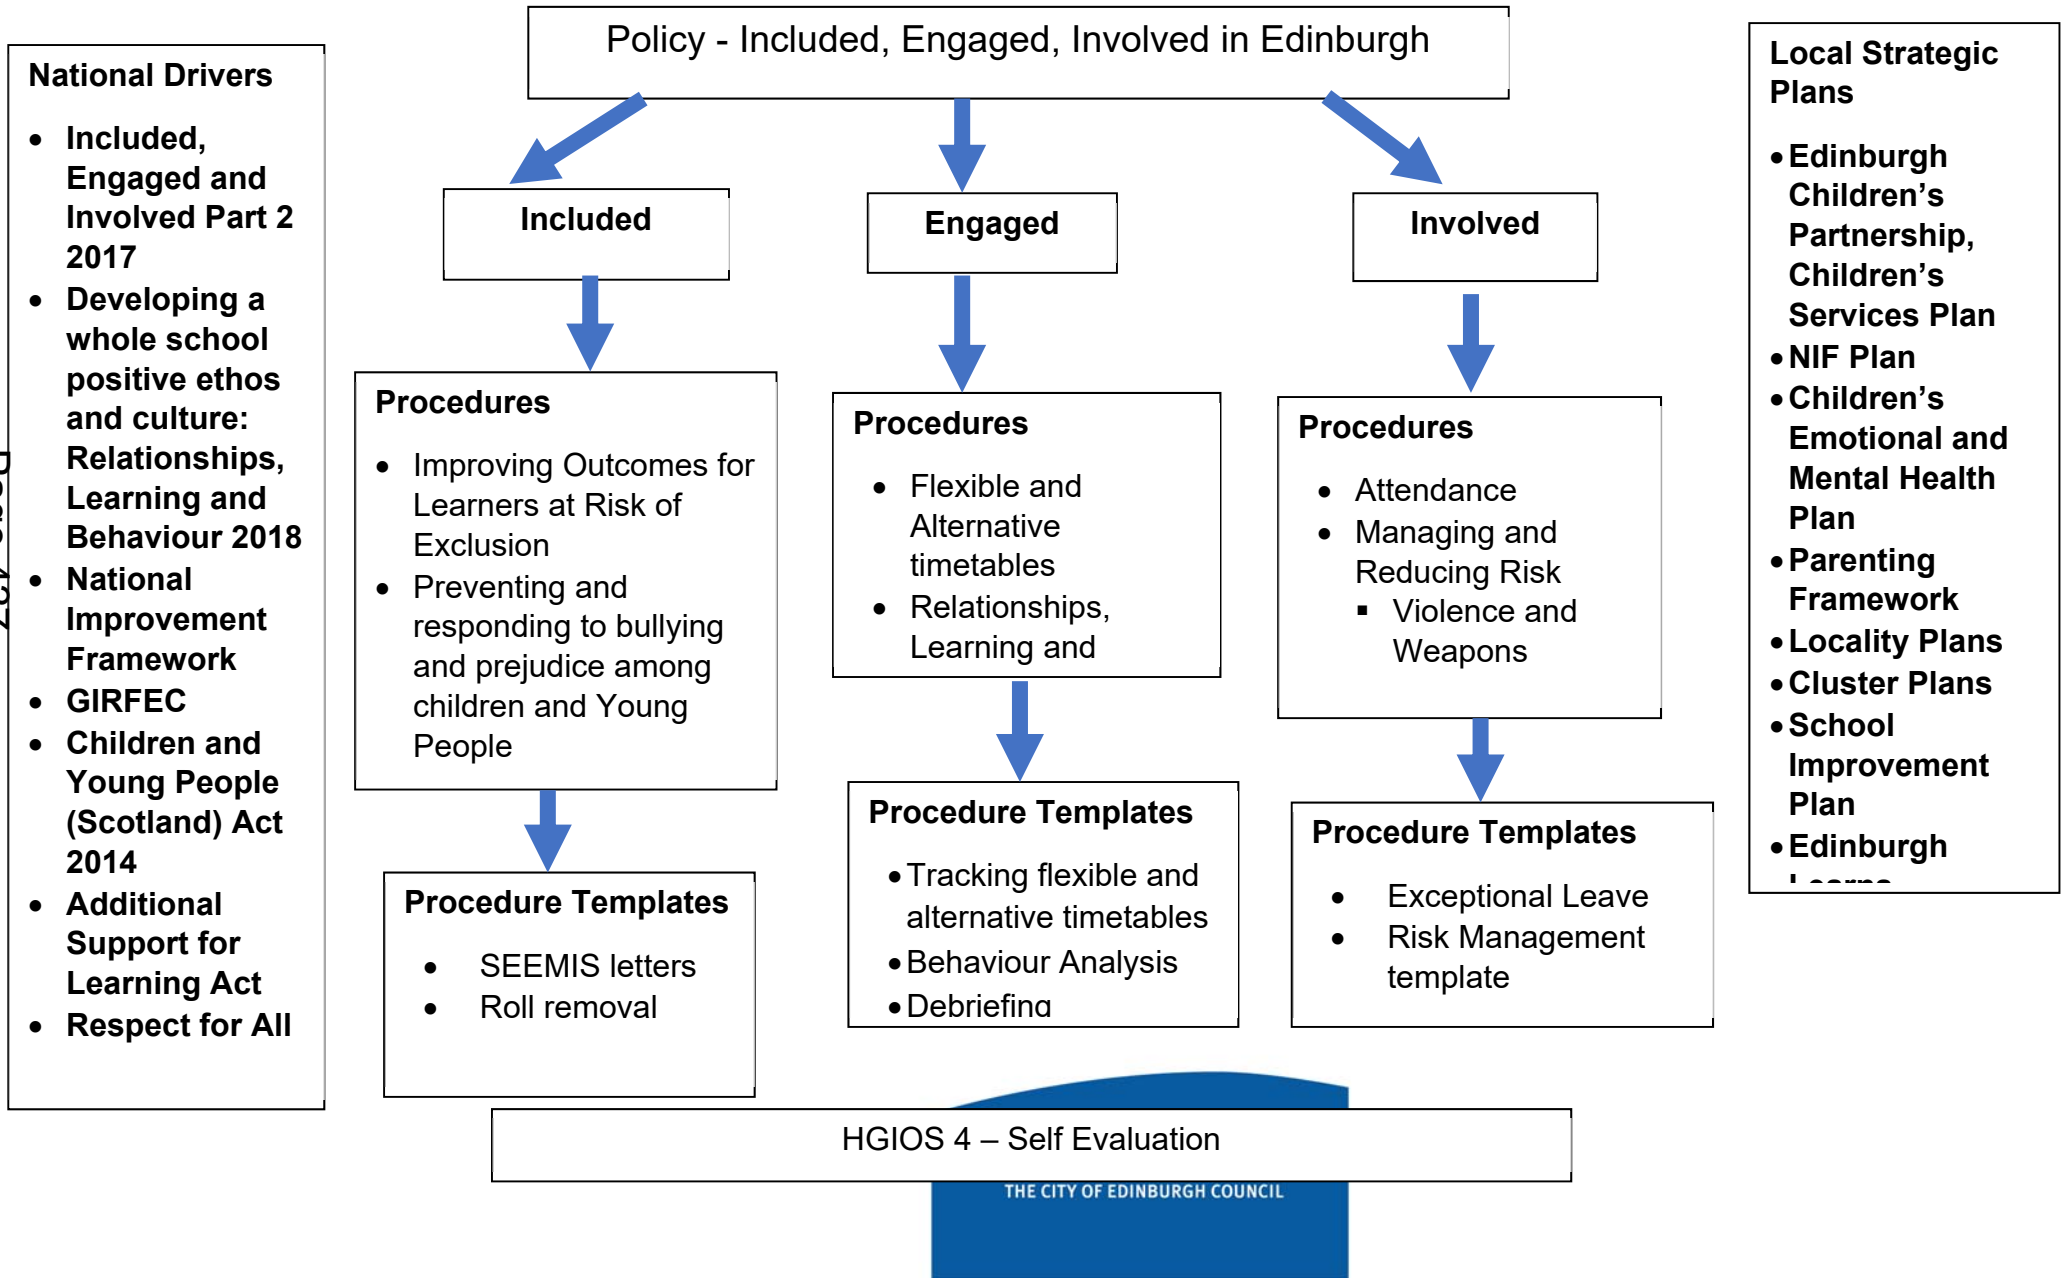 Policy - Included, Engaged, Involved in Edinburgh
National Drivers
• Included,
Engaged and
Involved Part 2
2017
• Developing a
whole school
positive ethos
and culture:
Relationships,
Learning and
Behaviour 2018
• National
Improvement
Framework
• GIRFEC
• Children and
Young People
(Scotland) Act
2014
• Additional
Support for
Learning Act
• Respect for All
Included
Procedures
• Improving Outcomes for
Learners at Risk of
Exclusion
• Preventing and
responding to bullying
and prejudice among
children and Young
People
Procedure Templates
• SEEMIS letters
• Roll removal
Engaged
Procedures
• Flexible and
Alternative
timetables
• Relationships,
Learning and
Procedure Templates
• Tracking flexible and
alternative timetables
• Behaviour Analysis
• Debriefing
Involved
Procedures
• Attendance
• Managing and
Reducing Risk
▪ Violence and
Weapons
Procedure Templates
• Exceptional Leave
• Risk Management
template
Local Strategic
Plans
• Edinburgh
Children’s
Partnership,
Children’s
Services Plan
• NIF Plan
• Children’s
Emotional and
Mental Health
Plan
• Parenting
Framework
• Locality Plans
• Cluster Plans
• School
Improvement
Plan
• Edinburgh
HGIOS 4 – Self Evaluation
THE CITY OF EDINBURGH COUNCIL